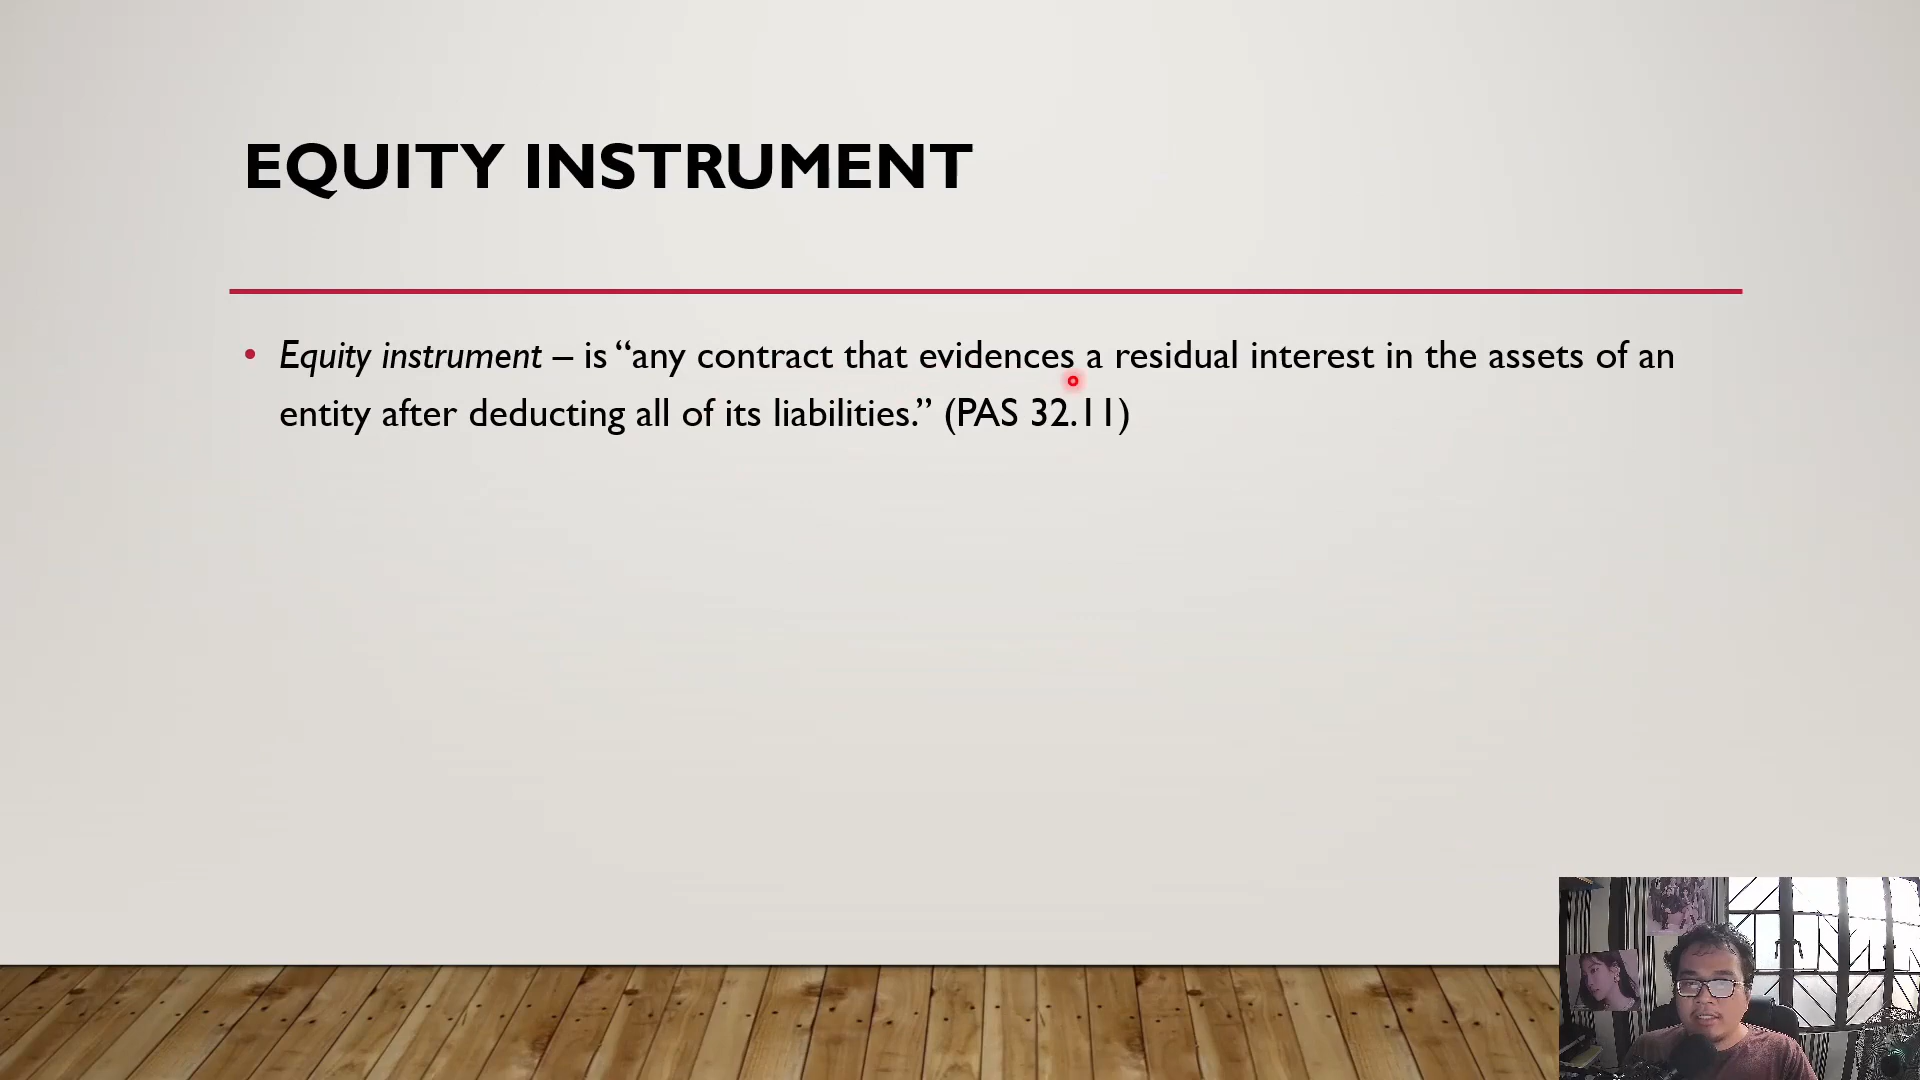 EQUITY INSTRUMENT
• Equity instrument – is “any contract that evidences a residual interest in the assets of an
entity after deducting all of its liabilities.” (PAS 32.11)